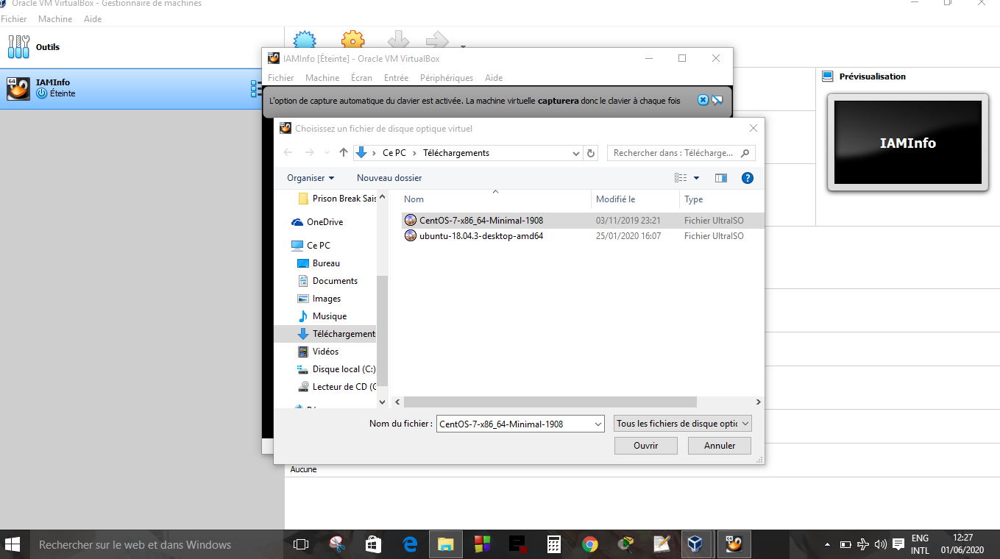 Oracle VM VirtualBox - Gestionnaire de machines
Fichier Machine Aide
Outils
64
IAMInfo
Éteinte
IAMInfo [Éteinte] - Oracle VM VirtualBox
Fichier Machine Écran Entrée Périphériques Aide
L'option de capture automatique du clavier est activée. La machine virtuelle capturera donc le clavier à chaque fois
Prévisualisation
IAMInfo
Choisissez un fichier de disque optique virtuel
Ce PC Téléchargements
Rechercher dans : Télécharge...
Organiser Nouveau dossier
Prison Break Sais
OneDrive
Ce PC
Bureau
Documents
Images
Musique
Téléchargement
Vidéos
Disque local (C:)
Lecteur de CD (
Nom Modifié le Type
CentOS-7-x86_64-Minimal-1908 03/11/2019 23:21 Fichier UltraISO
ubuntu-18.04.3-desktop-amd64 25/01/2020 16:07 Fichier UltraISO
Nom du fichier : CentOS-7-x86_64-Minimal-1908 Tous les fichiers de disque optic
Ouvrir Annuler
Aucune
Rechercher sur le web et dans Windows
ENG
INTL
12:27
01/06/2020